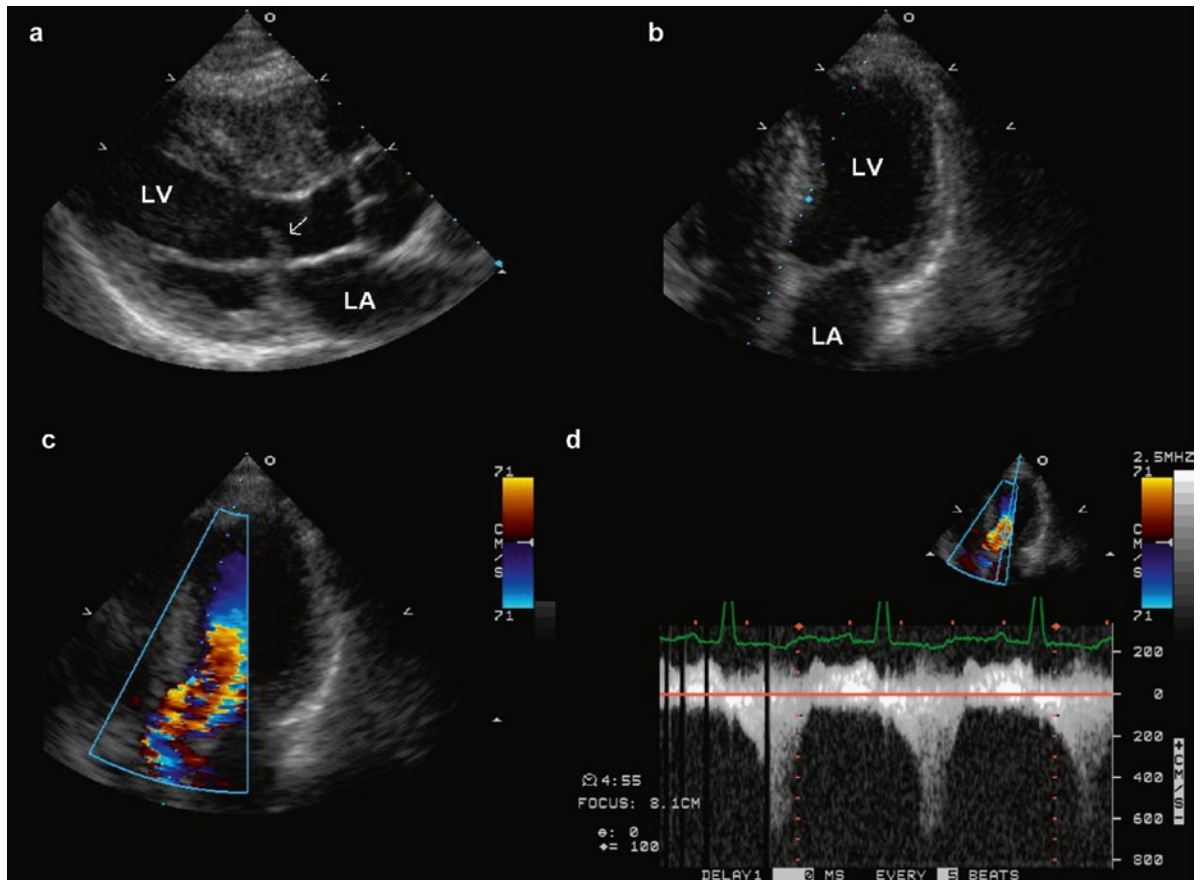 a
LV
LA
b
LV
LA
c
71
CM/S
71
d
2.5MHZ
71
CM/S
71
200
0
200
400
600
800
4:55
FOCUS: 8.1CM
θ: 0
= 100
DELAY1 0 MS EVERY 5 BEATS